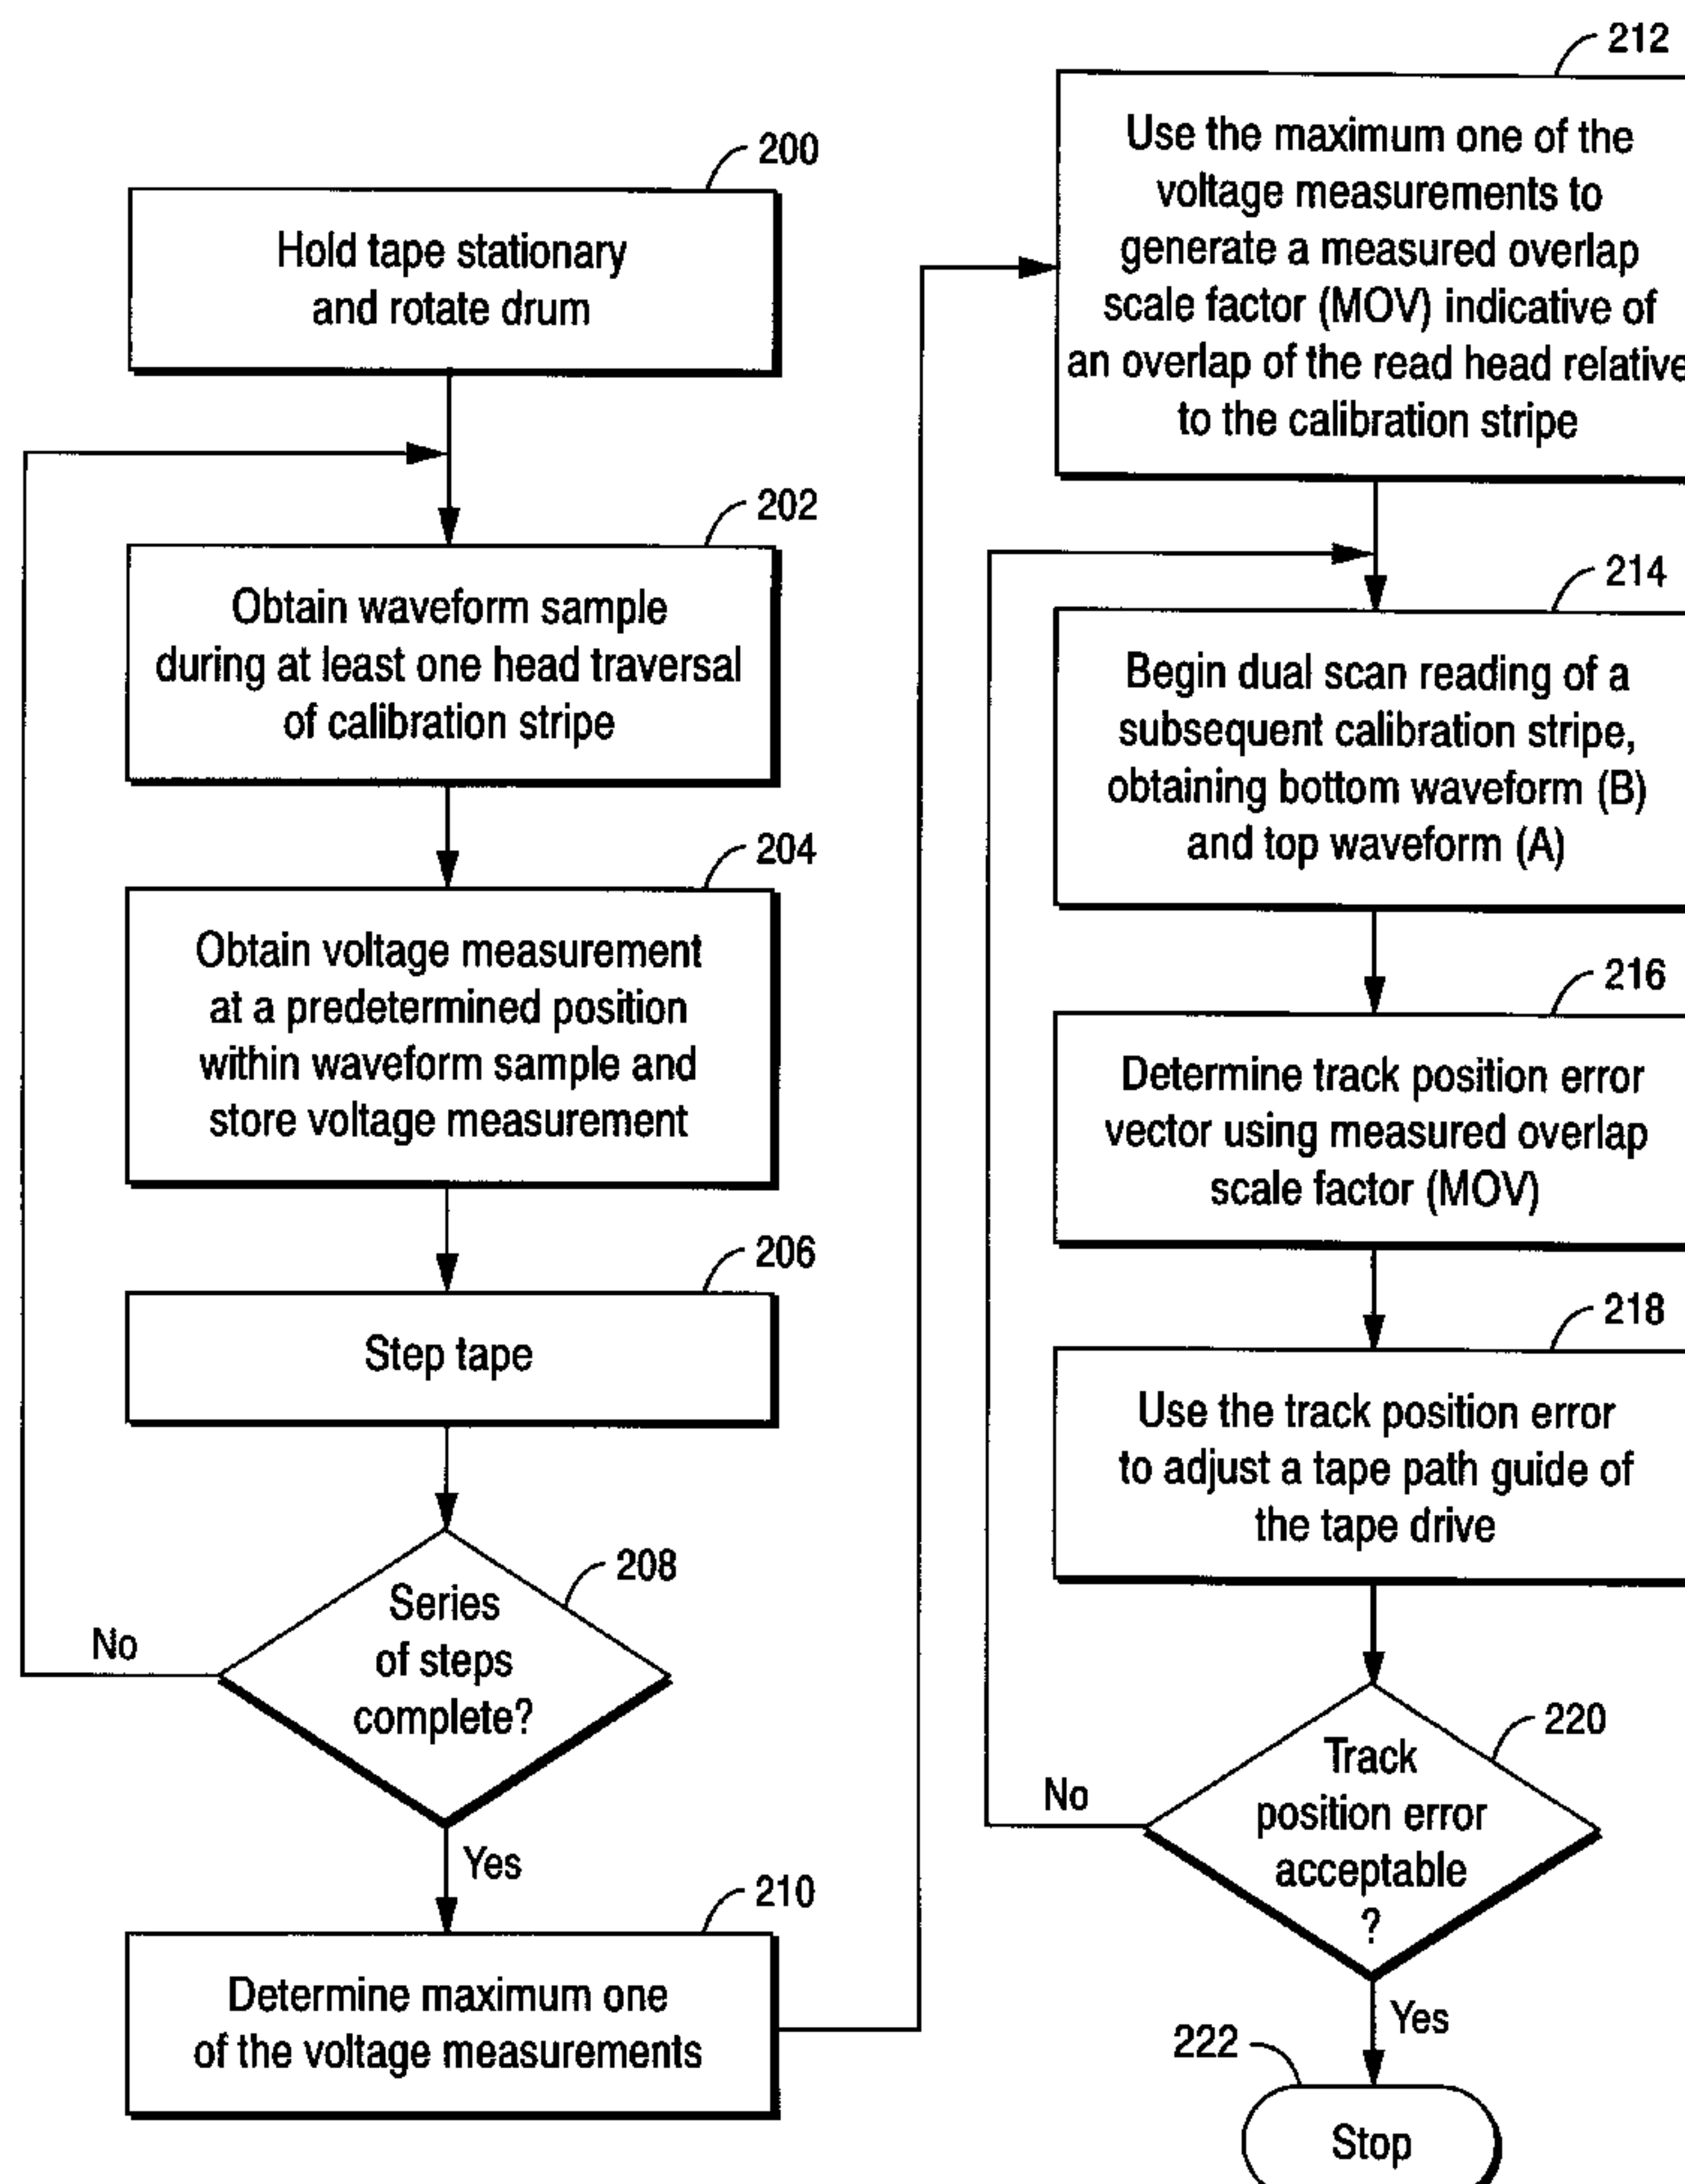 200
Hold tape stationary
and rotate drum
202
Obtain waveform sample
during at least one head traversal
of calibration stripe
204
Obtain voltage measurement
at a predetermined position
within waveform sample and
store voltage measurement
206
Step tape
208
Series
of steps
complete?
No
Yes
210
Determine maximum one
of the voltage measurements
212
Use the maximum one of the
voltage measurements to
generate a measured overlap
scale factor (MOV) indicative of
an overlap of the read head relative
to the calibration stripe
214
Begin dual scan reading of a
subsequent calibration stripe,
obtaining bottom waveform (B)
and top waveform (A)
216
Determine track position error
vector using measured overlap
scale factor (MOV)
218
Use the track position error
to adjust a tape path guide of
the tape drive
220
Track
position error
acceptable
?
No
Yes
222
Stop